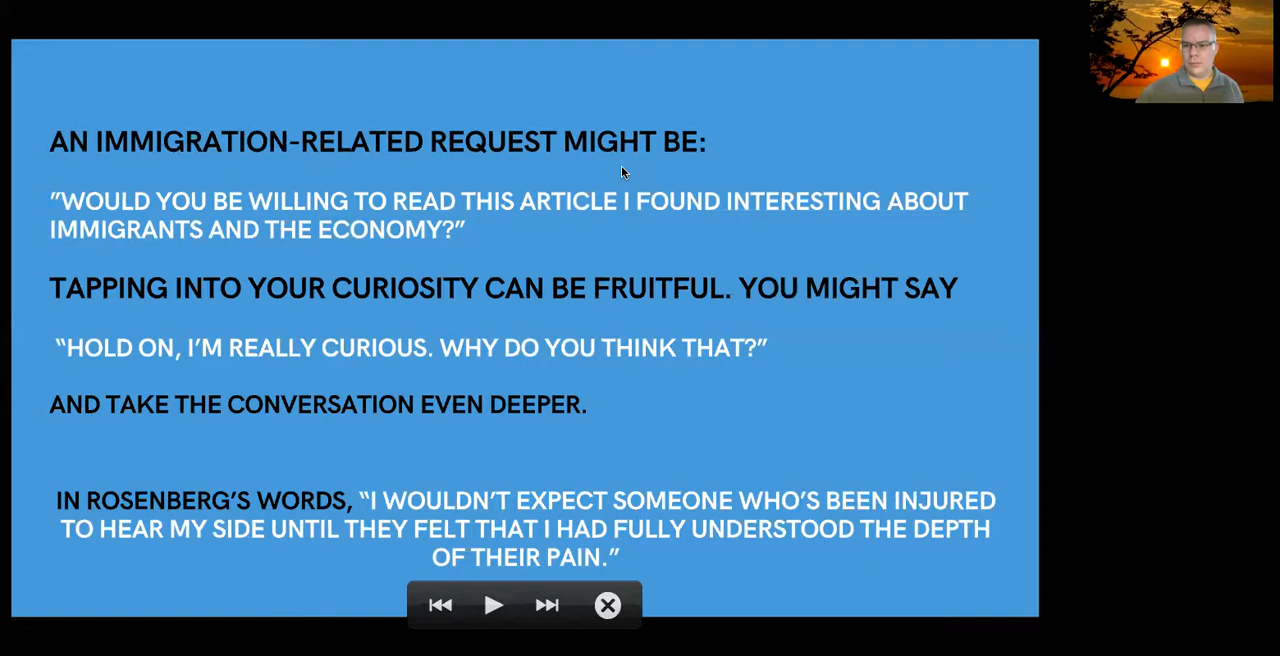 AN IMMIGRATION-RELATED REQUEST MIGHT BE:
"WOULD YOU BE WILLING TO READ THIS ARTICLE I FOUND INTERESTING ABOUT
IMMIGRANTS AND THE ECONOMY?"
TAPPING INTO YOUR CURIOSITY CAN BE FRUITFUL. YOU MIGHT SAY
“HOLD ON, I’M REALLY CURIOUS. WHY DO YOU THINK THAT?”
AND TAKE THE CONVERSATION EVEN DEEPER.
IN ROSENBERG’S WORDS, “I WOULDN’T EXPECT SOMEONE WHO’S BEEN INJURED
TO HEAR MY SIDE UNTIL THEY FELT THAT I HAD FULLY UNDERSTOOD THE DEPTH
OF THEIR PAIN.”